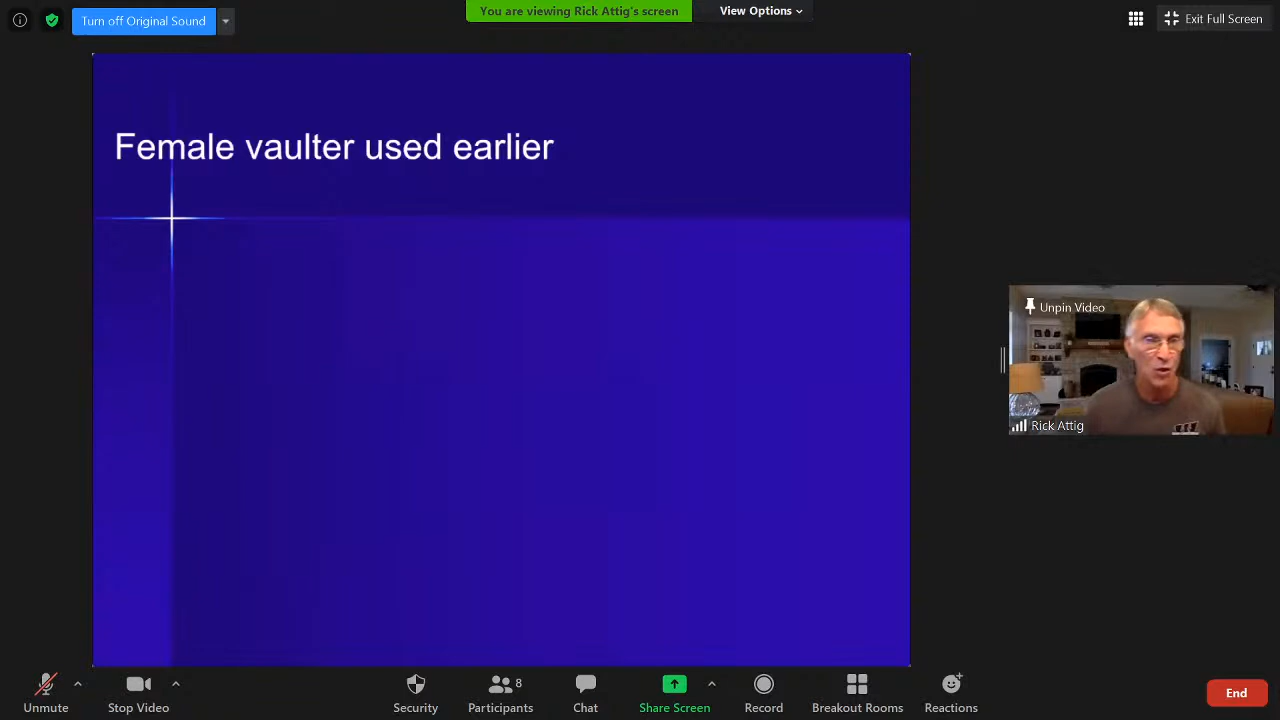 Turn off Original Sound
You are viewing Rick Attig's screen
View Options
Exit Full Screen
Female vaulter used earlier
Unpin Video
Rick Attig
Unmute
Stop Video
Security
8
Participants
Chat
Share Screen
Record
Breakout Rooms
Reactions
End